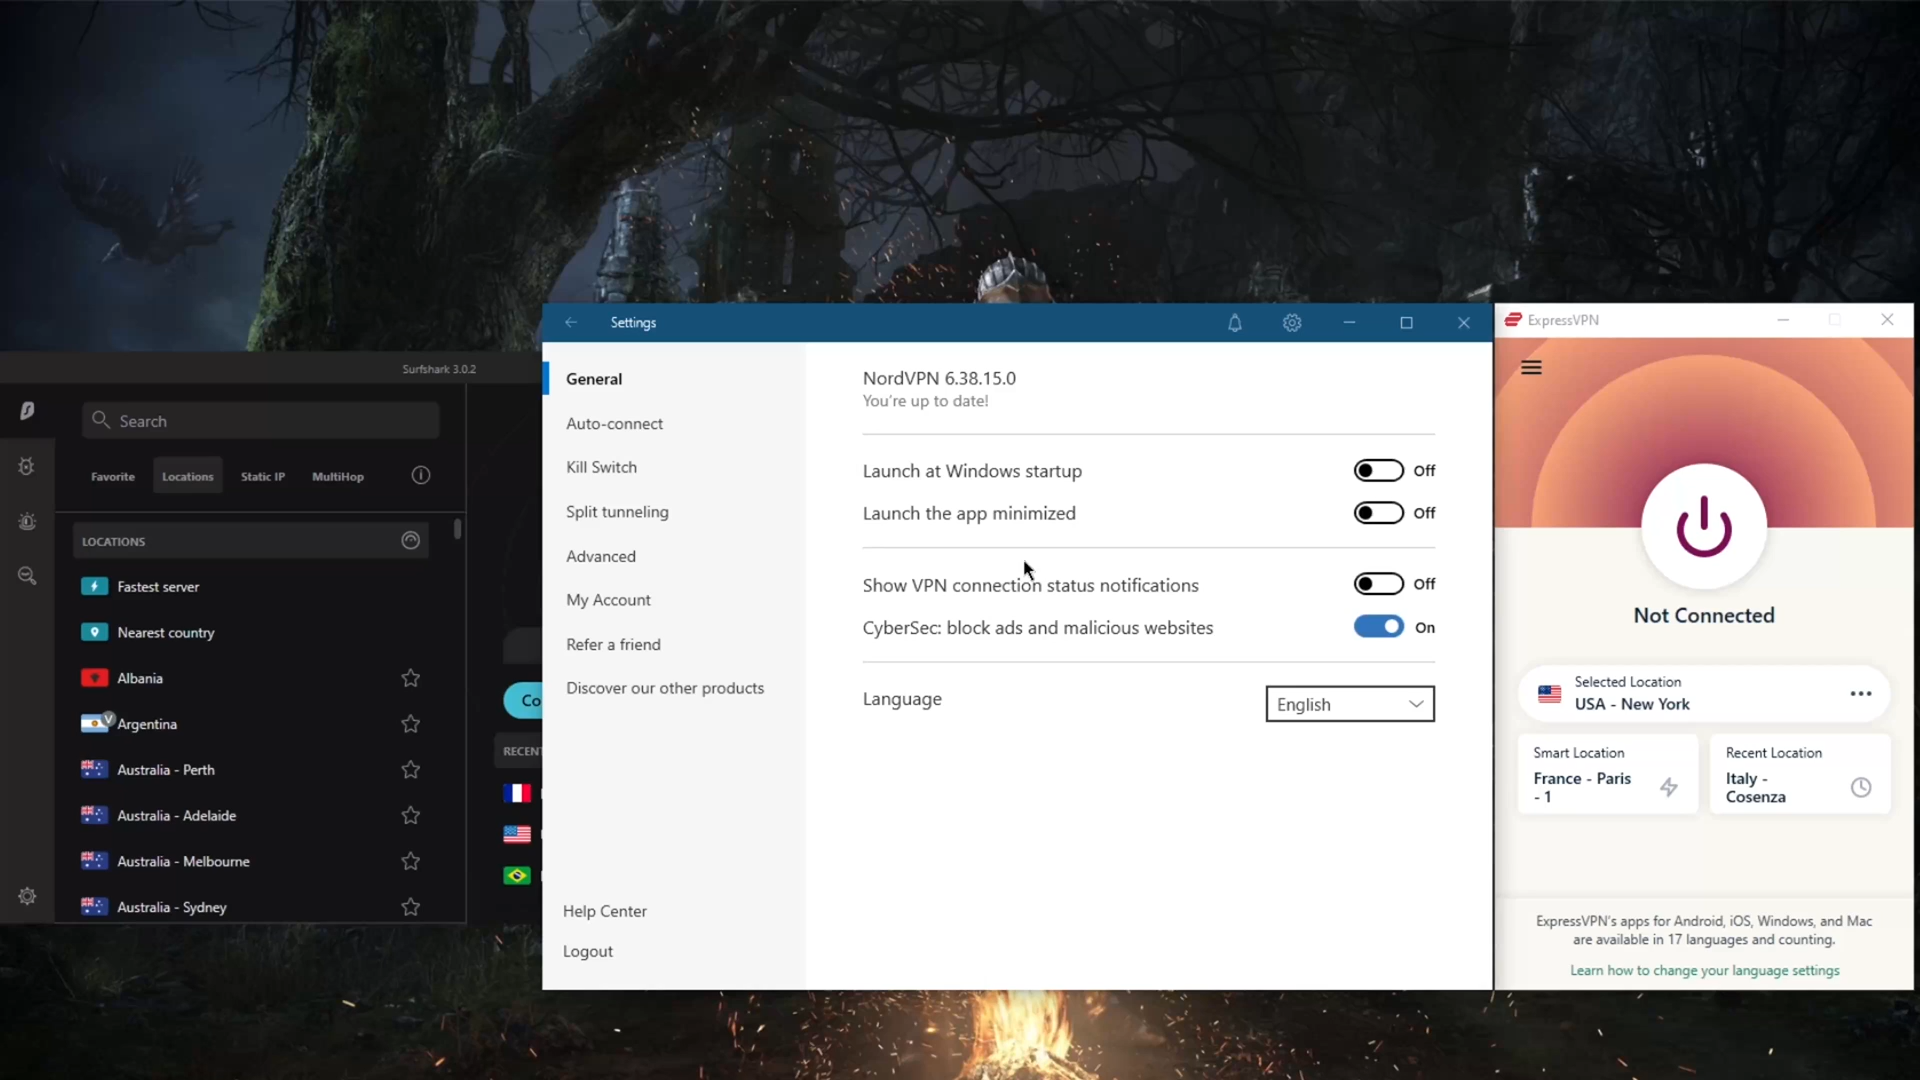 Surfshark 3.0.2
Search
Favorite
Locations
Static IP
MultiHop
LOCATIONS
Fastest server
Nearest country
Albania
Argentina
Australia - Perth
Australia - Adelaide
Australia - Melbourne
Australia - Sydney
Co
RECENT
Settings
General
Auto-connect
Kill Switch
Split tunneling
Advanced
My Account
Refer a friend
Discover our other products
Help Center
Logout
NordVPN 6.38.15.0
You're up to date!
Launch at Windows startup
Off
Launch the app minimized
Off
Show VPN connection status notifications
Off
CyberSec: block ads and malicious websites
On
Language
English
ExpressVPN
Not Connected
Selected Location
USA - New York
Smart Location
France - Paris
- 1
Recent Location
Italy -
Cosenza
ExpressVPN's apps for Android, iOS, Windows, and Mac
are available in 17 languages and counting.
Learn how to change your language settings